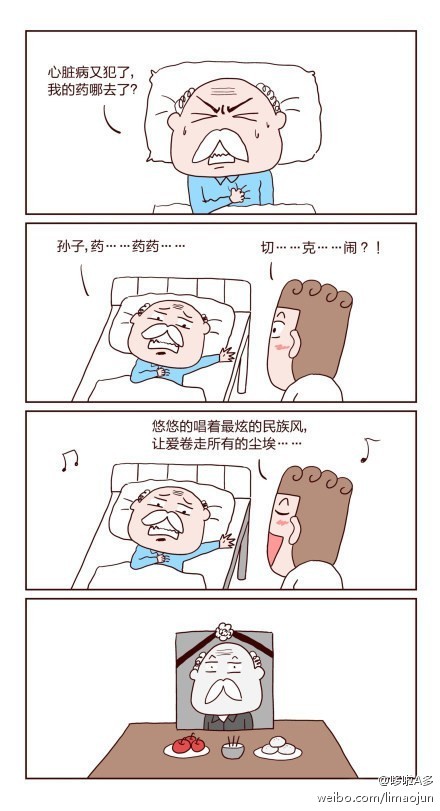 心脏病又犯了,
我的药哪去了?
孙子,药……药药……
切……克……闹?!
悠悠的唱着最炫的民族风,
让爱卷走所有的尘埃……
@哆啦A多
weibo.com/limaojun